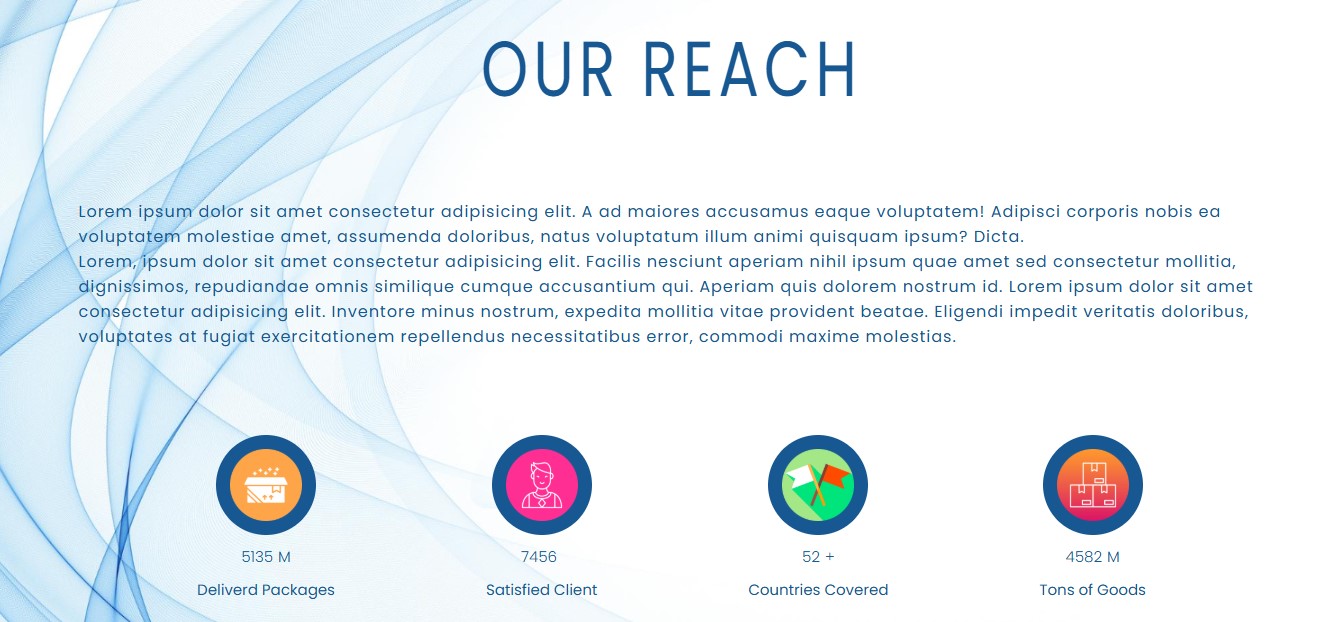 OUR REACH
Lorem ipsum dolor sit amet consectetur adipisicing elit. A ad maiores accusamus eaque voluptatem! Adipisci corporis nobis ea
voluptatem molestiae amet, assumenda doloribus, natus voluptatum illum animi quisquam ipsum? Dicta.
Lorem, ipsum dolor sit amet consectetur adipisicing elit. Facilis nesciunt aperiam nihil ipsum quae amet sed consectetur mollitia,
dignissimos, repudiandae omnis similique cumque accusantium qui. Aperiam quis dolorem nostrum id. Lorem ipsum dolor sit amet
consectetur adipisicing elit. Inventore minus nostrum, expedita mollitia vitae provident beatae. Eligendi impedit veritatis doloribus,
voluptates at fugiat exercitationem repellendus necessitatibus error, commodi maxime molestias.
5135 M
Deliverd Packages
7456
Satisfied Client
52 +
Countries Covered
4582 M
Tons of Goods